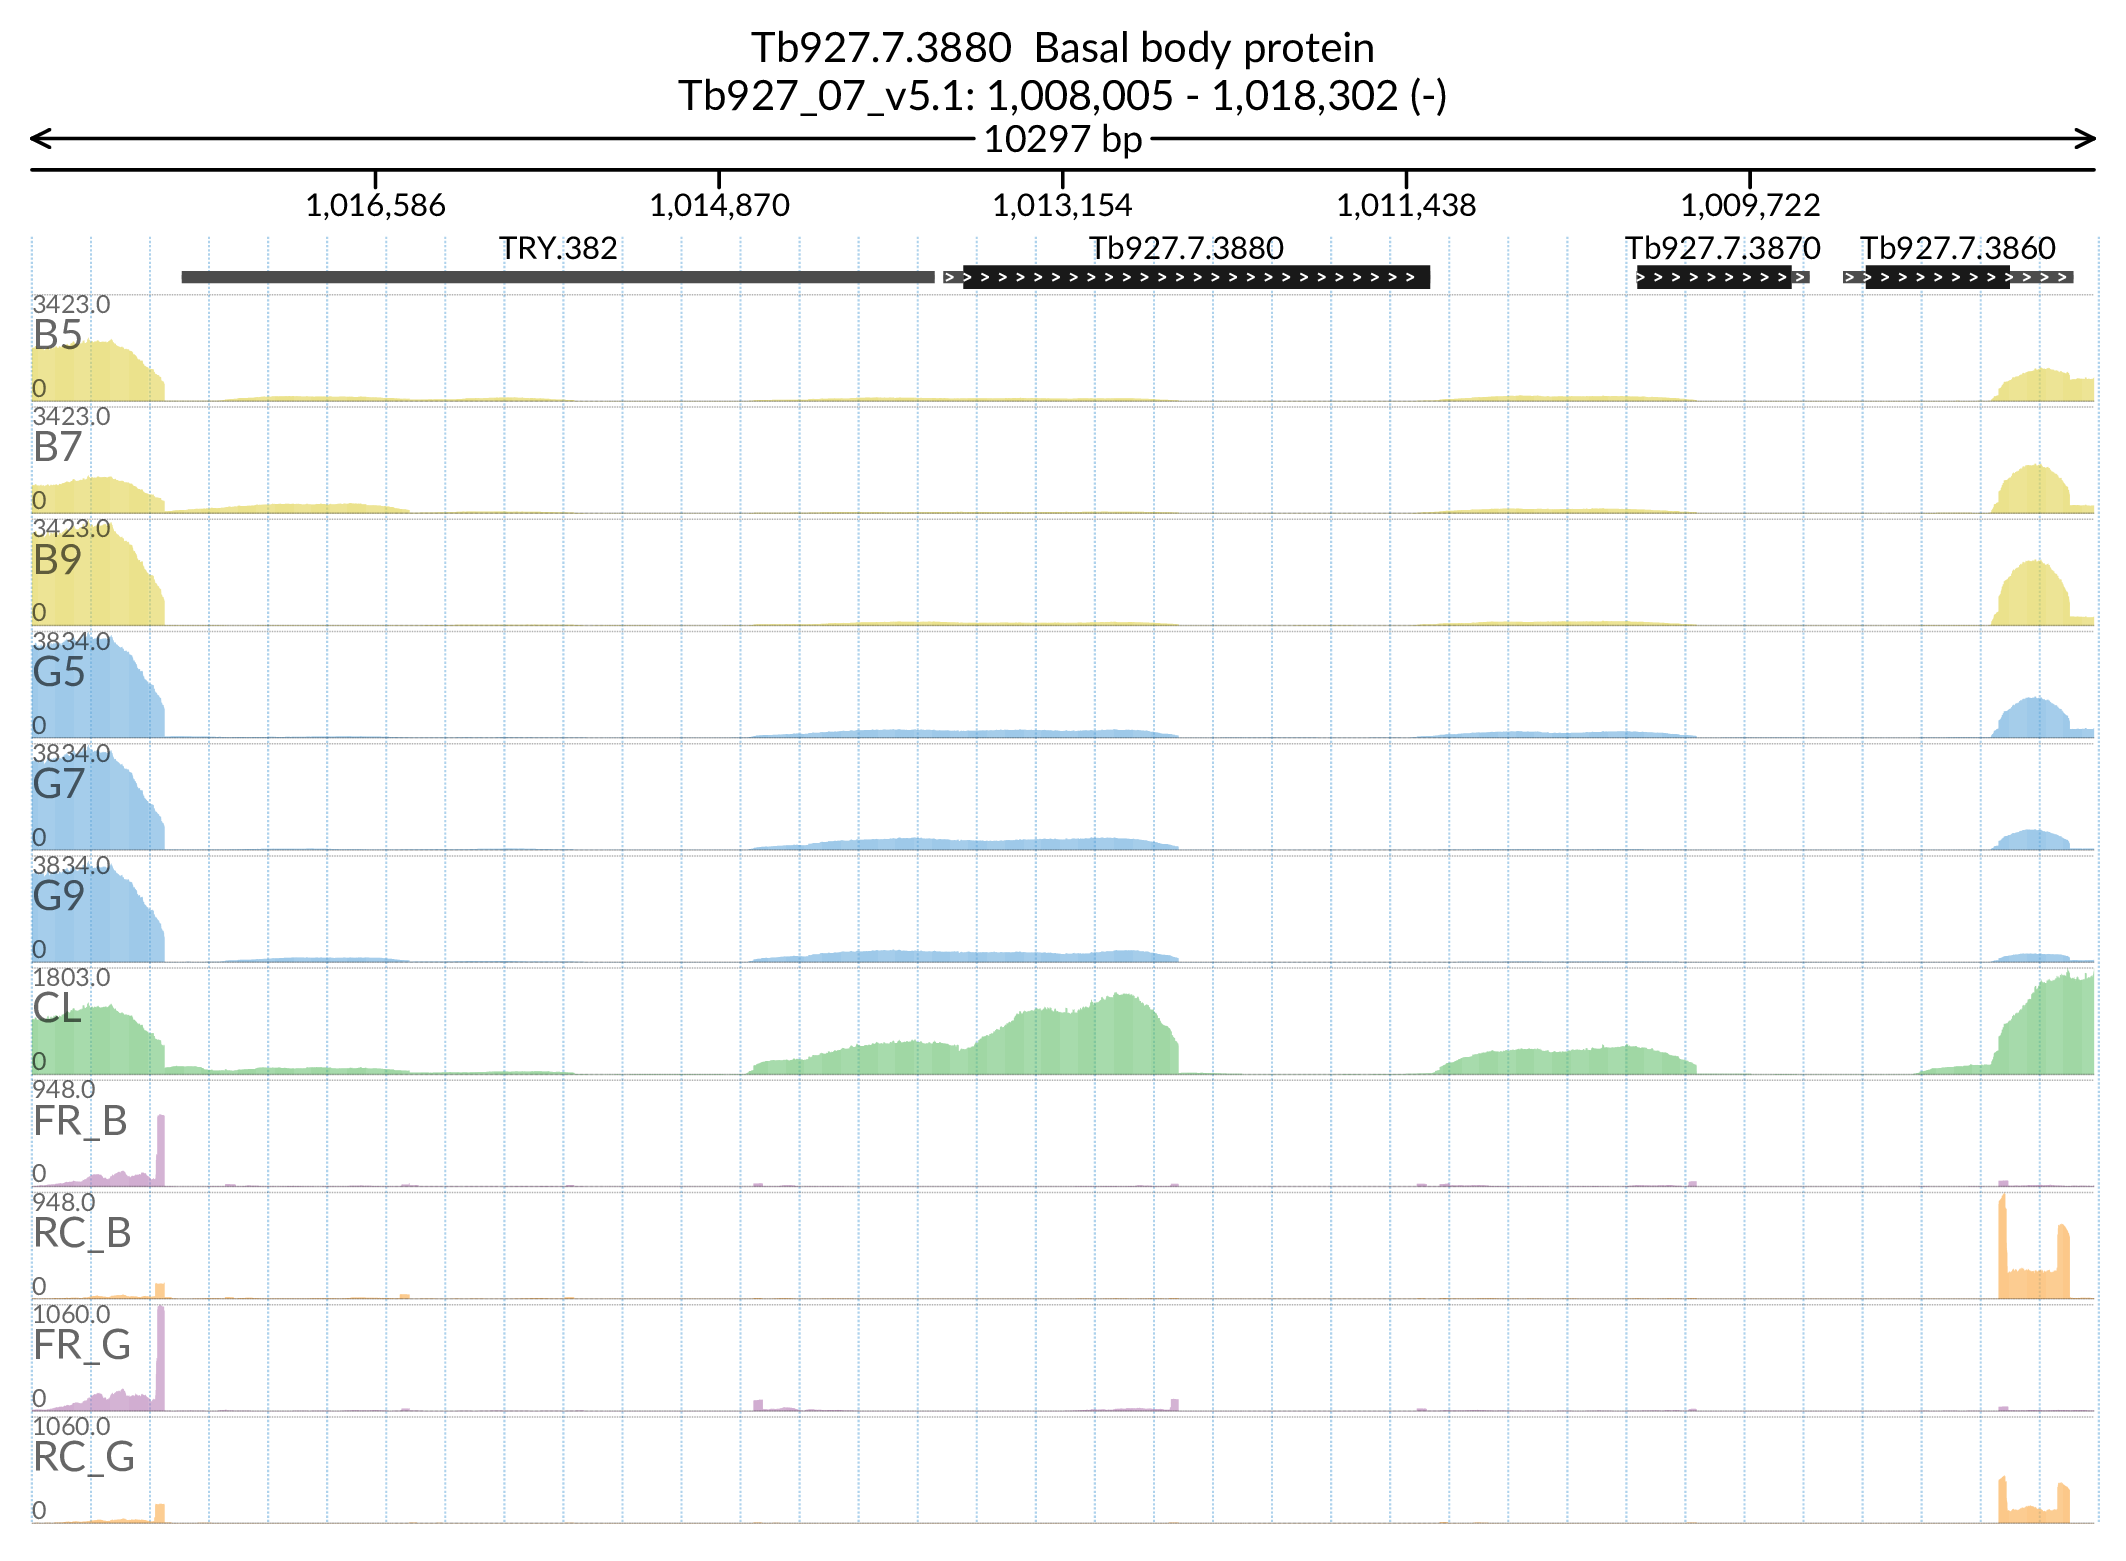 Tb927.7.3880  Basal body protein
Tb927_07_v5.1: 1,008,005 - 1,018,302 (-)
10297 bp
1,016,586 1,014,870 1,013,154 1,011,438 1,009,722
TRY.382 Tb927.7.3880 Tb927.7.3870 Tb927.7.3860
3423.0
B5
0
3423.0
B7
0
3423.0
B9
0
3834.0
G5
0
3834.0
G7
0
3834.0
G9
0
1803.0
CL
0
948.0
FR_B
0
948.0
RC_B
0
1060.0
FR_G
0
1060.0
RC_G
0